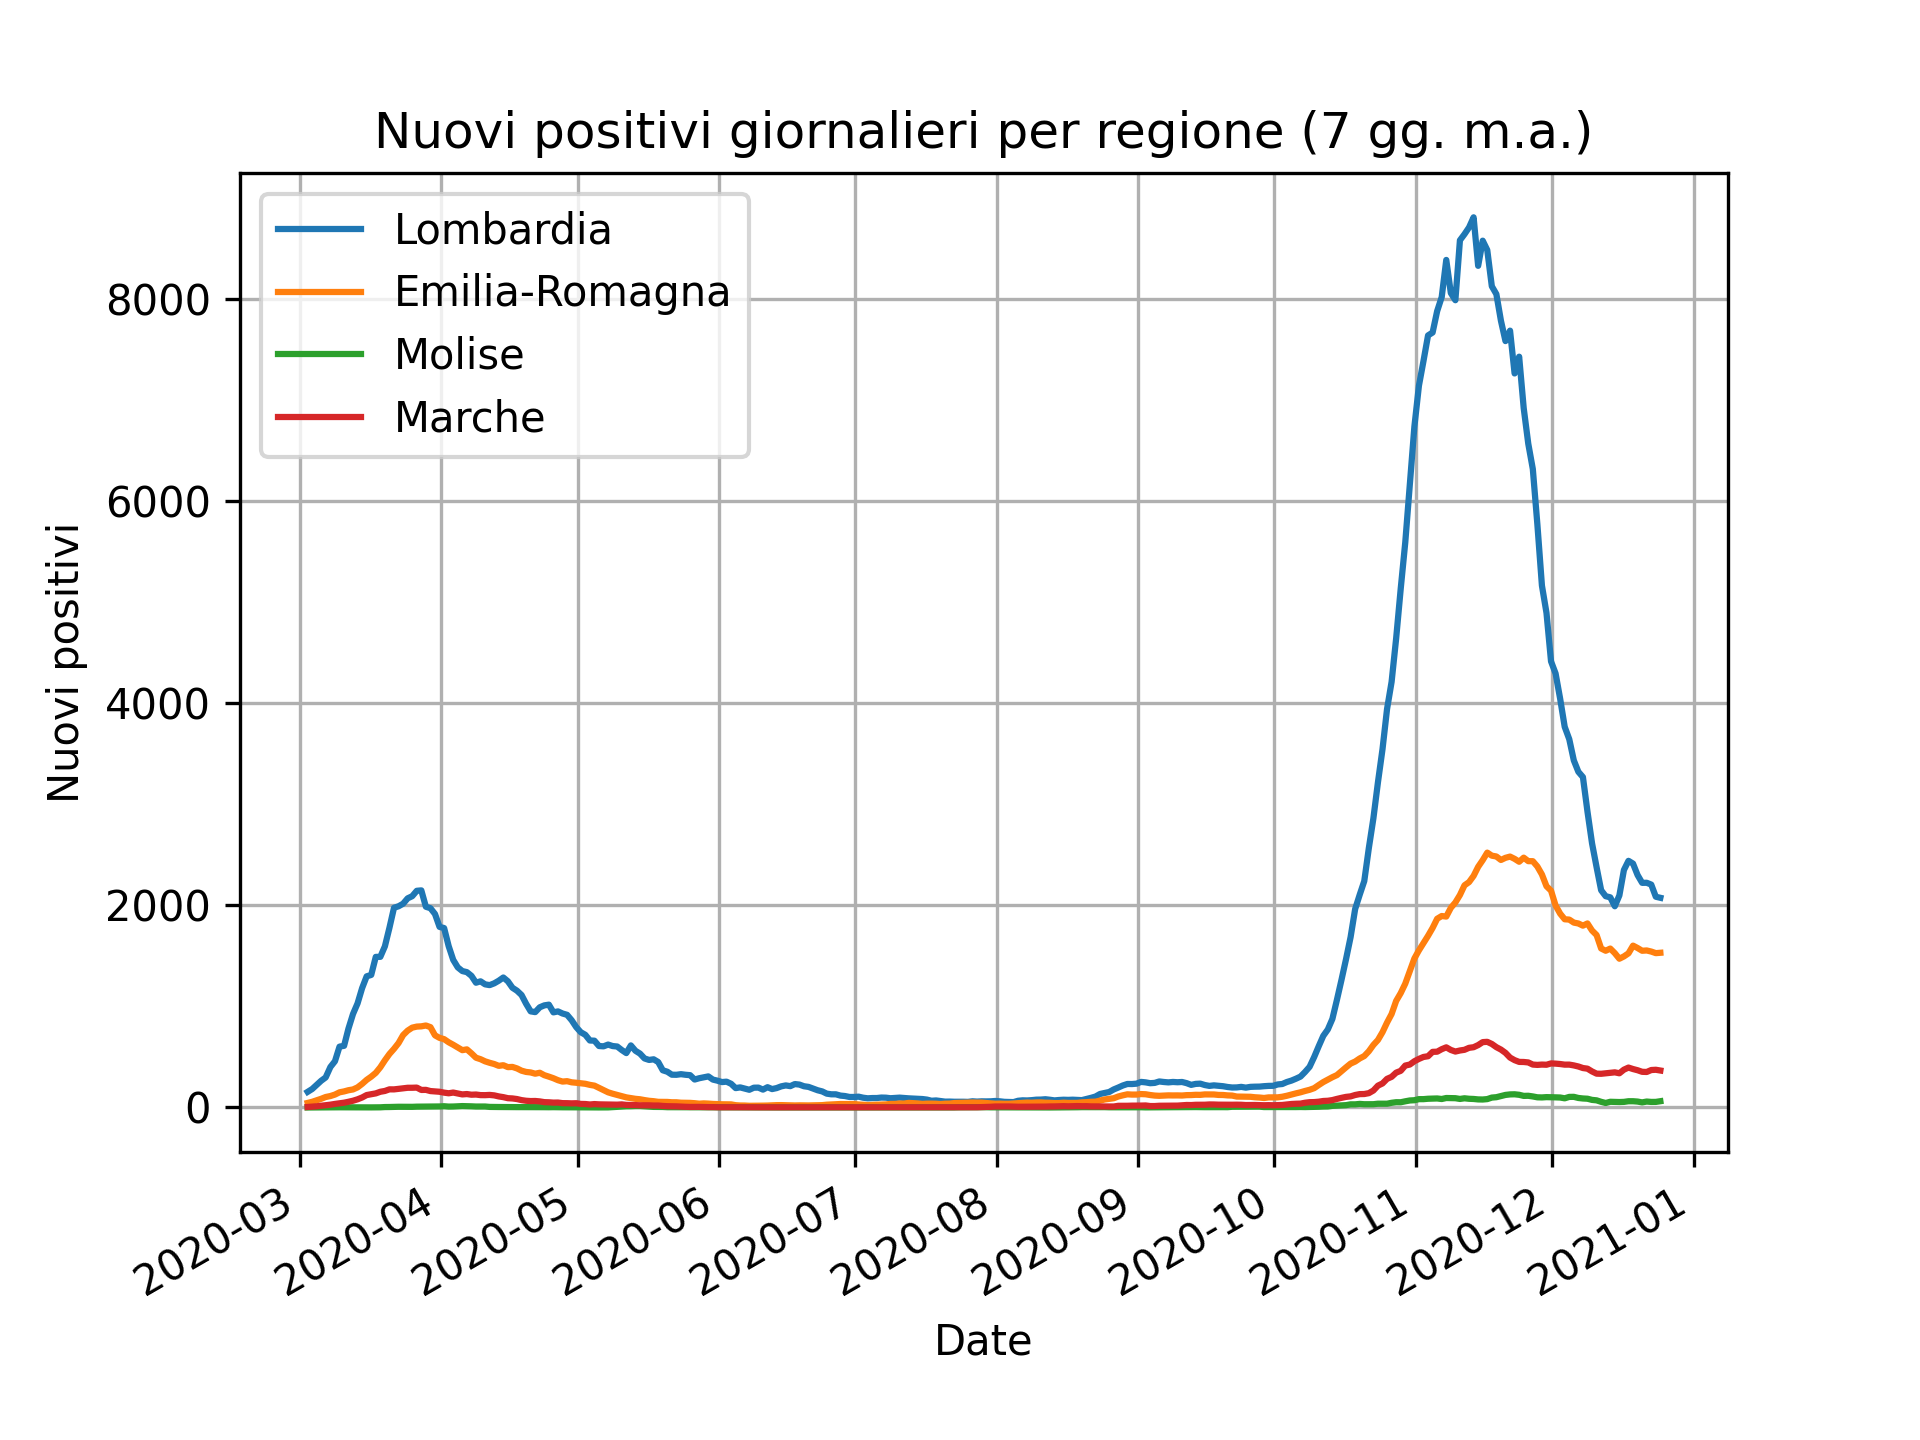 Nuovi positivi giornalieri per regione (7 gg. m.a.)
Lombardia
Emilia-Romagna
Molise
Marche
8000
6000
4000
2000
0
Nuovi positivi
2020-03
2020-04
2020-05
2020-06
2020-07
2020-08
2020-09
2020-10
2020-11
2020-12
2021-01
Date